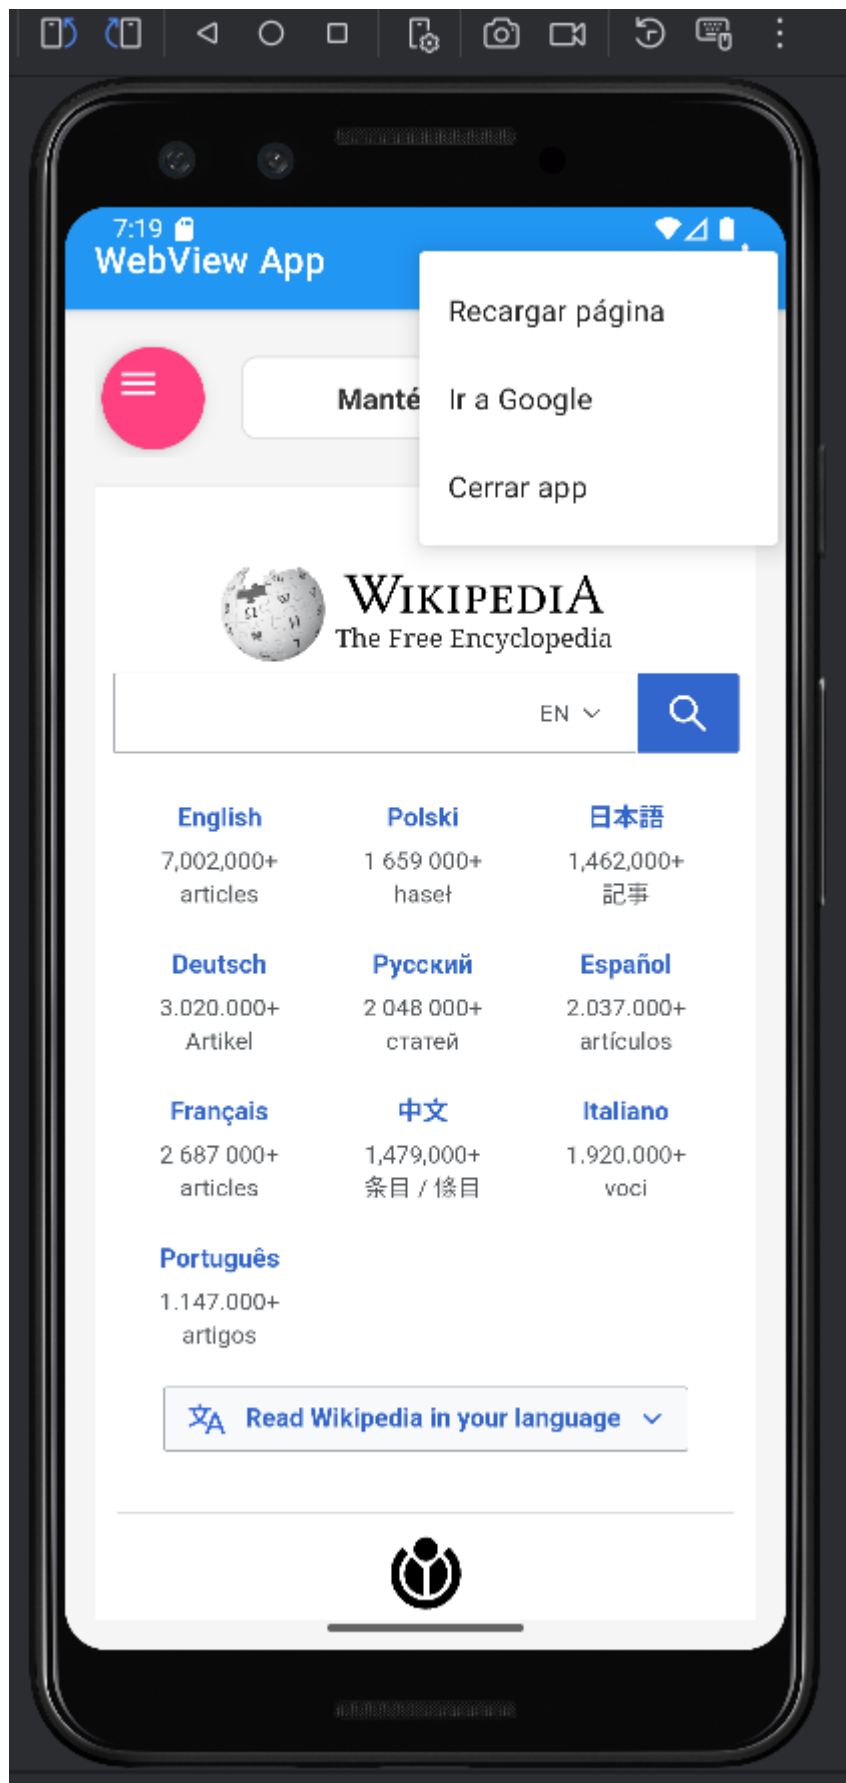 7:19
WebView App
Recargar página
Manté
Ir a Google
Cerrar app
WIKIPEDIA
The Free Encyclopedia
EN
English
Polski
日本語
7,002,000+
1 659 000+
1,462,000+
articles
haseł
記事
Deutsch
Русский
Español
3.020.000+
2 048 000+
2.037.000+
Artikel
статей
artículos
Français
中文
Italiano
2 687 000+
1,479,000+
1.920.000+
articles
条目 / 條目
voci
Português
1.147.000+
artigos
Read Wikipedia in your language